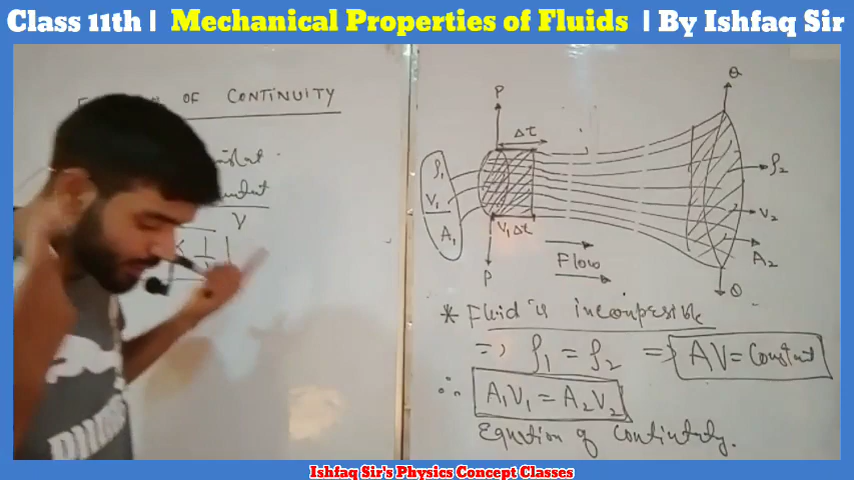 Class 11th | Mechanical Properties of Fluids | By Ishfaq Sir
OF CONTINUITY
V
P
Δt
Q
ρ1
V1
A1
ρ2
V2
A2
V1Δt
P
Flow
Q
* Fluid is incompressible
=> ρ1 = ρ2 => AV = Constant
∴ A1V1 = A2V2
Equation of Continuity.
Ishfaq Sir's Physics Concept Classes